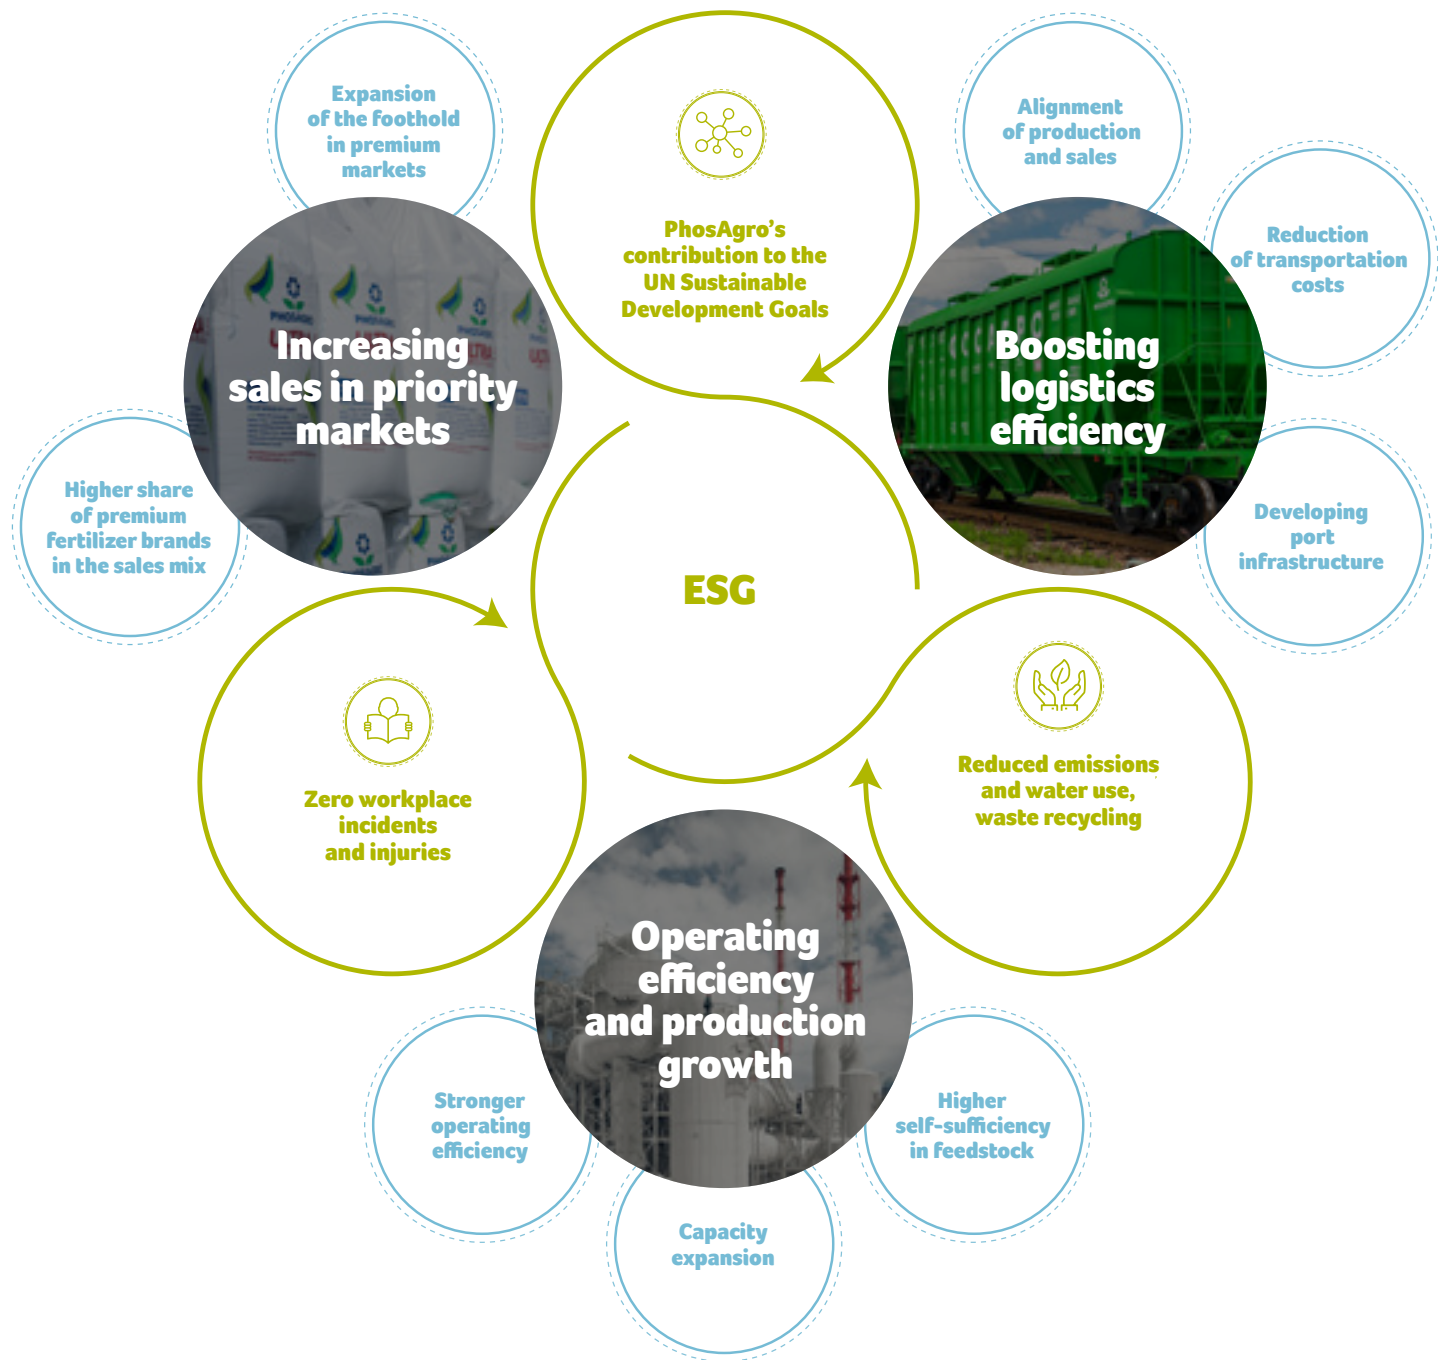 Expansion
of the foothold
in premium
markets
PhosAgro's
contribution to the
UN Sustainable
Development Goals
Alignment
of production
and sales
Reduction
of transportation
costs
Increasing
sales in priority
markets
Boosting
logistics
efficiency
Higher share
of premium
fertilizer brands
in the sales mix
Developing
port
infrastructure
ESG
Zero workplace
incidents
and injuries
Reduced emissions
and water use,
waste recycling
Operating
efficiency
and production
growth
Stronger
operating
efficiency
Higher
self-sufficiency
in feedstock
Capacity
expansion